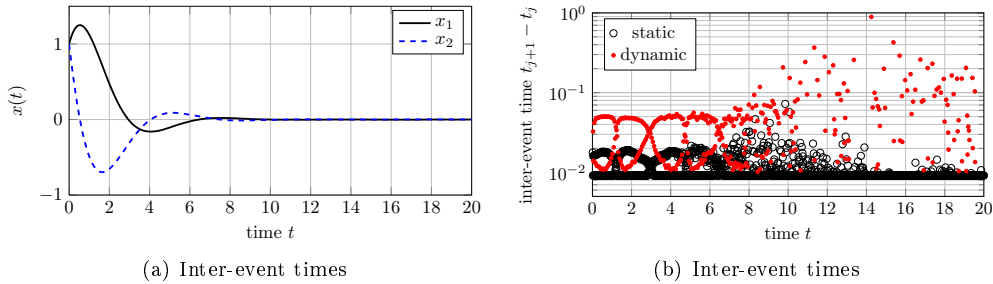 1
0
−1
0
2
4
6
8
10
12
14
16
18
20
x(t)
time t
x₁
x₂
(a) Inter-event times
10⁰
10⁻¹
10⁻²
0
2
4
6
8
10
12
14
16
18
20
inter-event time tⱼ₊₁ − tⱼ
time t
static
dynamic
(b) Inter-event times